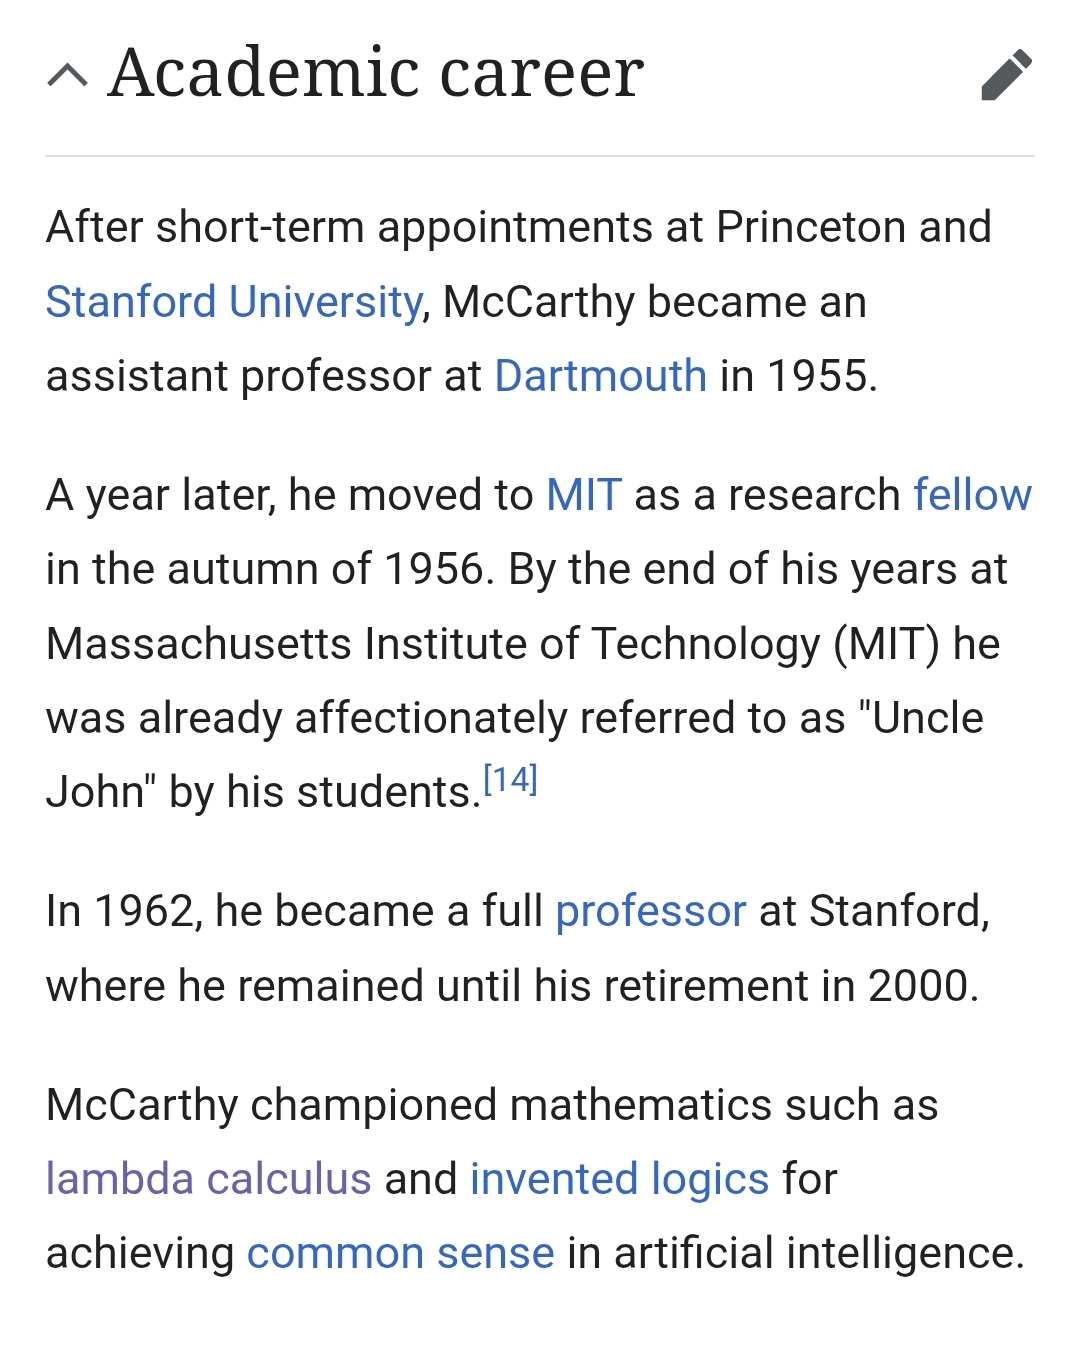 Academic career
After short-term appointments at Princeton and
Stanford University, McCarthy became an
assistant professor at Dartmouth in 1955.
A year later, he moved to MIT as a research fellow
in the autumn of 1956. By the end of his years at
Massachusetts Institute of Technology (MIT) he
was already affectionately referred to as "Uncle
John" by his students.[14]
In 1962, he became a full professor at Stanford,
where he remained until his retirement in 2000.
McCarthy championed mathematics such as
lambda calculus and invented logics for
achieving common sense in artificial intelligence.